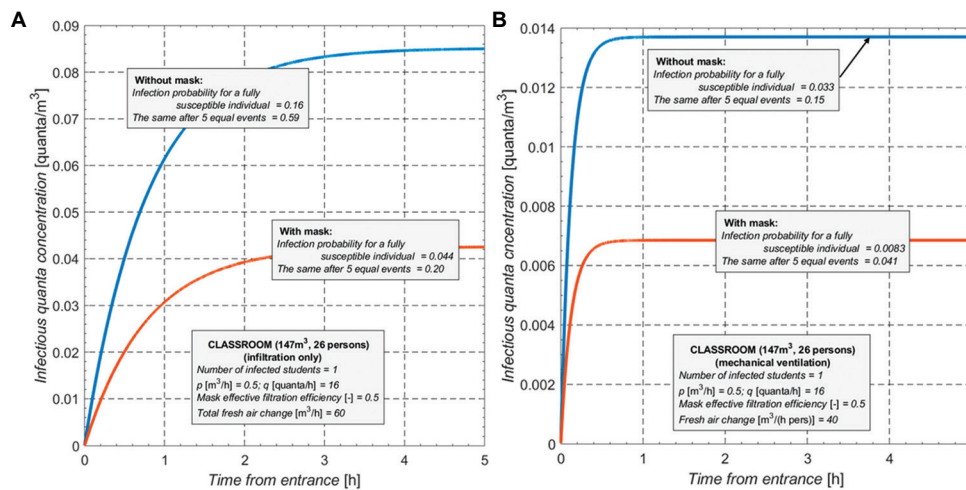 A
Infectious quanta concentration [quanta/m³]
0.09
0.08
0.07
0.06
0.05
0.04
0.03
0.02
0.01
0
0
1
2
3
4
5
Time from entrance [h]
Without mask:
Infection probability for a fully
susceptible individual = 0.16
The same after 5 equal events = 0.59
With mask:
Infection probability for a fully
susceptible individual = 0.044
The same after 5 equal events = 0.20
CLASSROOM (147m³, 26 persons)
(infiltration only)
Number of infected students = 1
p [m³/h] = 0.5; q [quanta/h] = 16
Mask effective filtration efficiency [-] = 0.5
Total fresh air change [m³/h] = 60
B
Infectious quanta cncentration [quanta/m³]
0.014
0.012
0.01
0.008
0.006
0.004
0.002
0
0.0
1
2
3
4
Time from entrance [h]
Without mask:
Infection probability for a fully
susceptible individual = 0.033
The same after 5 equal events = 0.15
With mask:
Infection probability for a fully
susceptible individual = 0.0083
The same after 5 equal events = 0.041
CLASSROOM (147m³, 26 persons)
(mechanical ventilation)
Number of infected students = 1
p [m³/h] = 0.5; q [quanta/h] = 16
Mask effective filtration efficiency [-] = 0.5
Fresh air change [m³/(h pers)] = 40